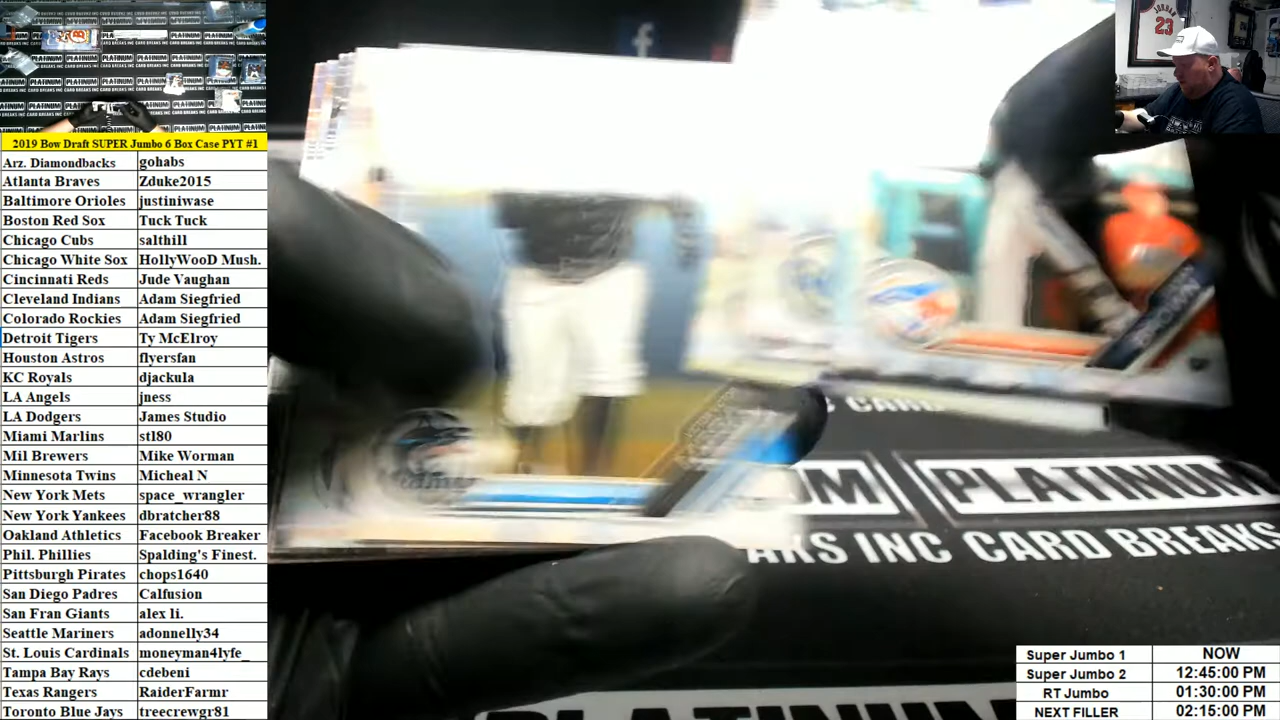 2019 Bow Draft SUPER Jumbo 6 Box Case PYT #1
Arz. Diamondbacks gohabs
Atlanta Braves Zduke2015
Baltimore Orioles justiniwase
Boston Red Sox Tuck Tuck
Chicago Cubs salthill
Chicago White Sox HollyWooD Mush.
Cincinnati Reds Jude Vaughan
Cleveland Indians Adam Siegfried
Colorado Rockies Adam Siegfried
Detroit Tigers Ty McElroy
Houston Astros flyersfan
KC Royals djackula
LA Angels jness
LA Dodgers James Studio
Miami Marlins stl80
Mil Brewers Mike Worman
Minnesota Twins Micheal N
New York Mets space_wrangler
New York Yankees dbratcher88
Oakland Athletics Facebook Breaker
Phil. Phillies Spalding's Finest.
Pittsburgh Pirates chops1640
San Diego Padres Calfusion
San Fran Giants alex li.
Seattle Mariners adonnelly34
St. Louis Cardinals moneyman4lyfe_
Tampa Bay Rays cdebeni
Texas Rangers RaiderFarmr
Toronto Blue Jays treecrewgr81
JORDAN
23
PLATINUM
INC CARD BREAKS
PLATINUM
Super Jumbo 1 NOW
Super Jumbo 2 12:45:00 PM
RT Jumbo 01:30:00 PM
NEXT FILLER 02:15:00 PM